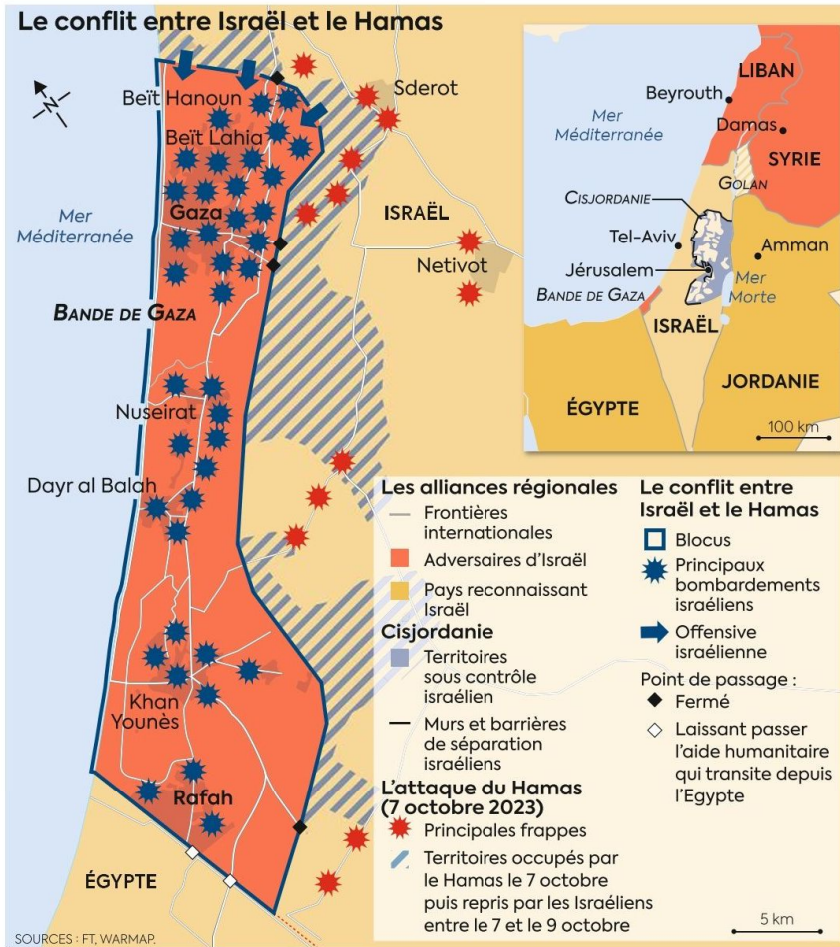 Le conflit entre Israël et le Hamas
Beït Hanoun
Beït Lahia
Gaza
Mer
Méditerranée
BANDE DE GAZA
Nuseirat
Dayr al Balah
Khan
Younès
Rafah
ÉGYPTE
SOURCES : FT, WARMAP.
Sderot
ISRAËL
Netivot
LIBAN
Beyrouth
Mer
Méditerranée
Damas
SYRIE
GOLAN
CISJORDANIE
Tel-Aviv
Amman
Jérusalem
Mer
Morte
BANDE DE GAZA
ISRAËL
JORDANIE
ÉGYPTE
100 km
Les alliances régionales
Frontières
internationales
Adversaires d'Israël
Pays reconnaissant
Israël
Cisjordanie
Territoires
sous contrôle
israélien
Murs et barrières
de séparation
israéliens
L'attaque du Hamas
(7 octobre 2023)
Principales frappes
Territoires occupés par
le Hamas le 7 octobre
puis repris par les Israéliens
entre le 7 et le 9 octobre
Le conflit entre
Israël et le Hamas
Blocus
Principaux
bombardements
israéliens
Offensive
israélienne
Point de passage :
Fermé
Laissant passer
l'aide humanitaire
qui transite depuis
l'Egypte
5 km